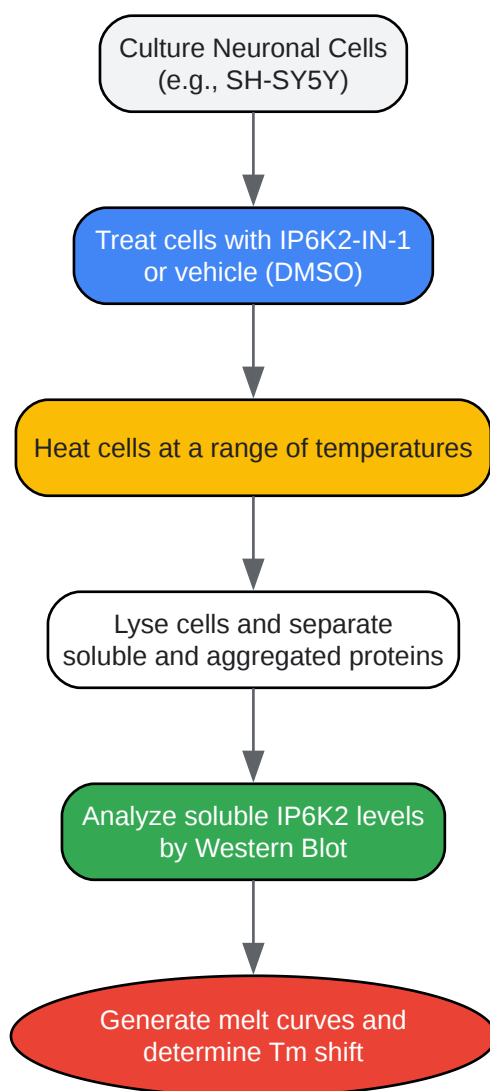 Culture Neuronal Cells
(e.g., SH-SY5Y)
Treat cells with IP6K2-IN-1
or vehicle (DMSO)
Heat cells at a range of temperatures
Lyse cells and separate
soluble and aggregated proteins
Analyze soluble IP6K2 levels
by Western Blot
Generate melt curves and
determine Tm shift